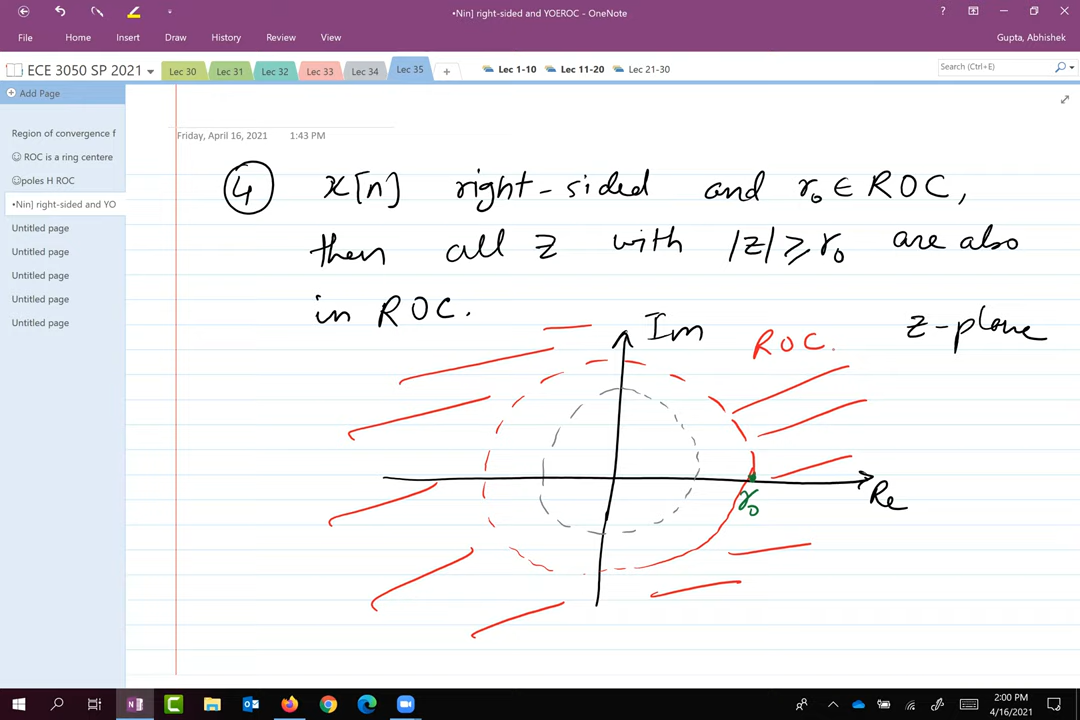 •Nin] right-sided and YOEROC - OneNote
File Home Insert Draw History Review View
Gupta, Abhishek
ECE 3050 SP 2021
Lec 30 Lec 31 Lec 32 Lec 33 Lec 34 Lec 35 Lec 1-10 Lec 11-20 Lec 21-30
Search (Ctrl+E)
Add Page
Region of convergence f
ROC is a ring centere
poles H ROC
•Nin] right-sided and YO
Untitled page
Untitled page
Untitled page
Untitled page
Untitled page
Friday, April 16, 2021 1:43 PM
④ x[n] right-sided and r₀ ∈ ROC,
then all z with |z| ≥ r₀ are also
in ROC.
Im
ROC.
z-plane
r₀
Re
2:00 PM
4/16/2021